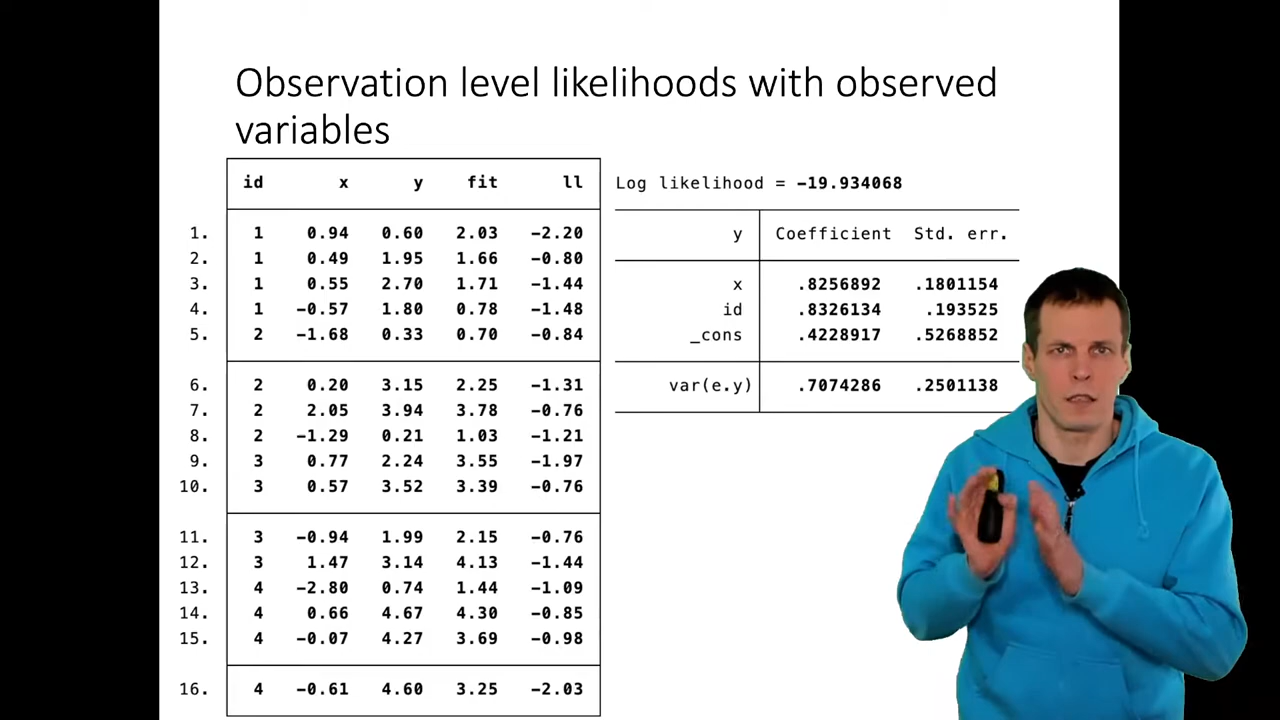 Observation level likelihoods with observed
variables
id x y fit ll
1. 1 0.94 0.60 2.03 -2.20
2. 1 0.49 1.95 1.66 -0.80
3. 1 0.55 2.70 1.71 -1.44
4. 1 -0.57 1.80 0.78 -1.48
5. 2 -1.68 0.33 0.70 -0.84
6. 2 0.20 3.15 2.25 -1.31
7. 2 2.05 3.94 3.78 -0.76
8. 2 -1.29 0.21 1.03 -1.21
9. 3 0.77 2.24 3.55 -1.97
10. 3 0.57 3.52 3.39 -0.76
11. 3 -0.94 1.99 2.15 -0.76
12. 3 1.47 3.14 4.13 -1.44
13. 4 -2.80 0.74 1.44 -1.09
14. 4 0.66 4.67 4.30 -0.85
15. 4 -0.07 4.27 3.69 -0.98
16. 4 -0.61 4.60 3.25 -2.03
Log likelihood = -19.934068
y Coefficient Std. err.
x .8256892 .1801154
id .8326134 .193525
_cons .4228917 .5268852
var(e.y) .7074286 .2501138